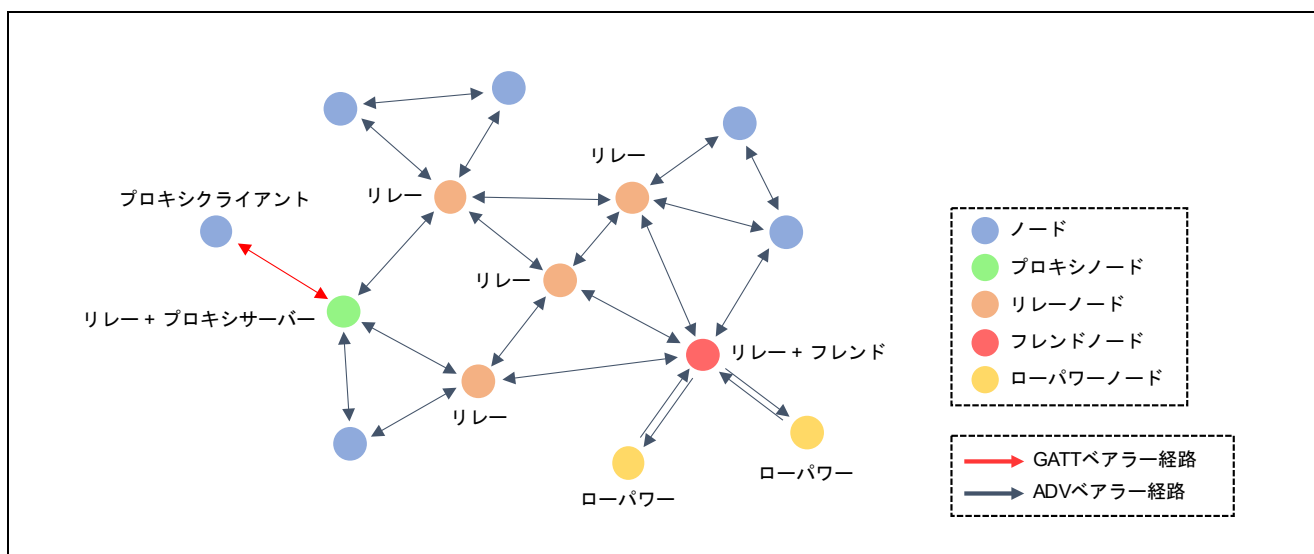 リレー
リレー
プロキシクライアント
リレー
リレー + プロキシサーバー
リレー + フレンド
リレー
ローパワー
ローパワー
ノード
プロキシノード
リレーノード
フレンドノード
ローパワーノード
GATTベアラー経路
ADVベアラー経路